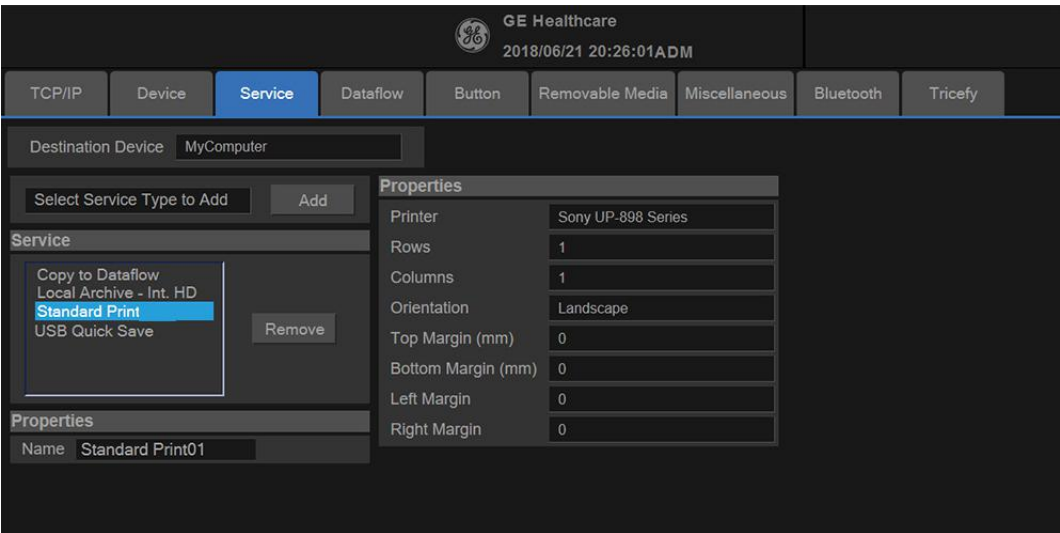 GE Healthcare
2018/06/21 20:26:01ADM
TCP/IP Device Service Dataflow Button Removable Media Miscellaneous Bluetooth Tricefy
Destination Device MyComputer
Select Service Type to Add Add
Service
Copy to Dataflow
Local Archive - Int. HD
Standard Print
USB Quick Save
Remove
Properties
Name Standard Print01
Properties
Printer Sony UP-898 Series
Rows 1
Columns 1
Orientation Landscape
Top Margin (mm) 0
Bottom Margin (mm) 0
Left Margin 0
Right Margin 0